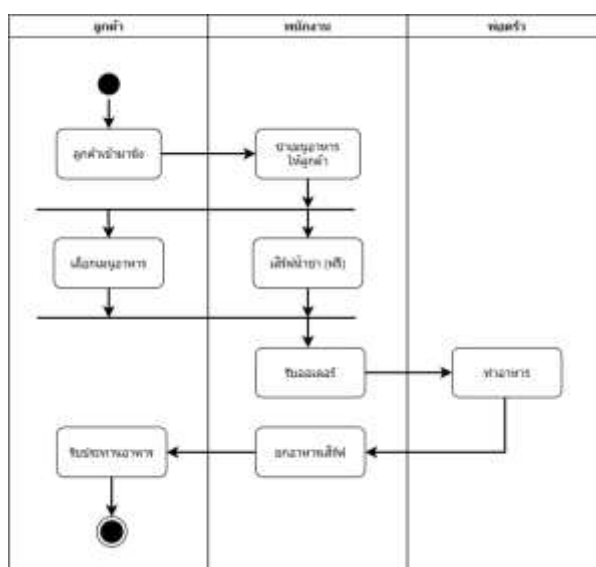 ลูกค้า
พนักงาน
พ่อครัว
ลูกค้าเข้ามานั่ง
นำเมนูอาหาร
ให้ลูกค้า
เลือกเมนูอาหาร
เสิร์ฟน้ำชา (ฟรี)
รับออเดอร์
ทำอาหาร
รับประทานอาหาร
ยกอาหารเสิร์ฟ